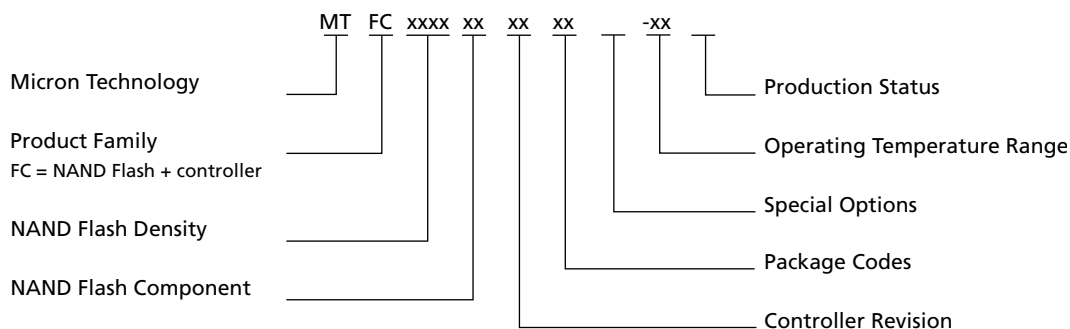 MT FC xxxx xx xx xx -xx
Micron Technology
Product Family
FC = NAND Flash + controller
NAND Flash Density
NAND Flash Component
Production Status
Operating Temperature Range
Special Options
Package Codes
Controller Revision